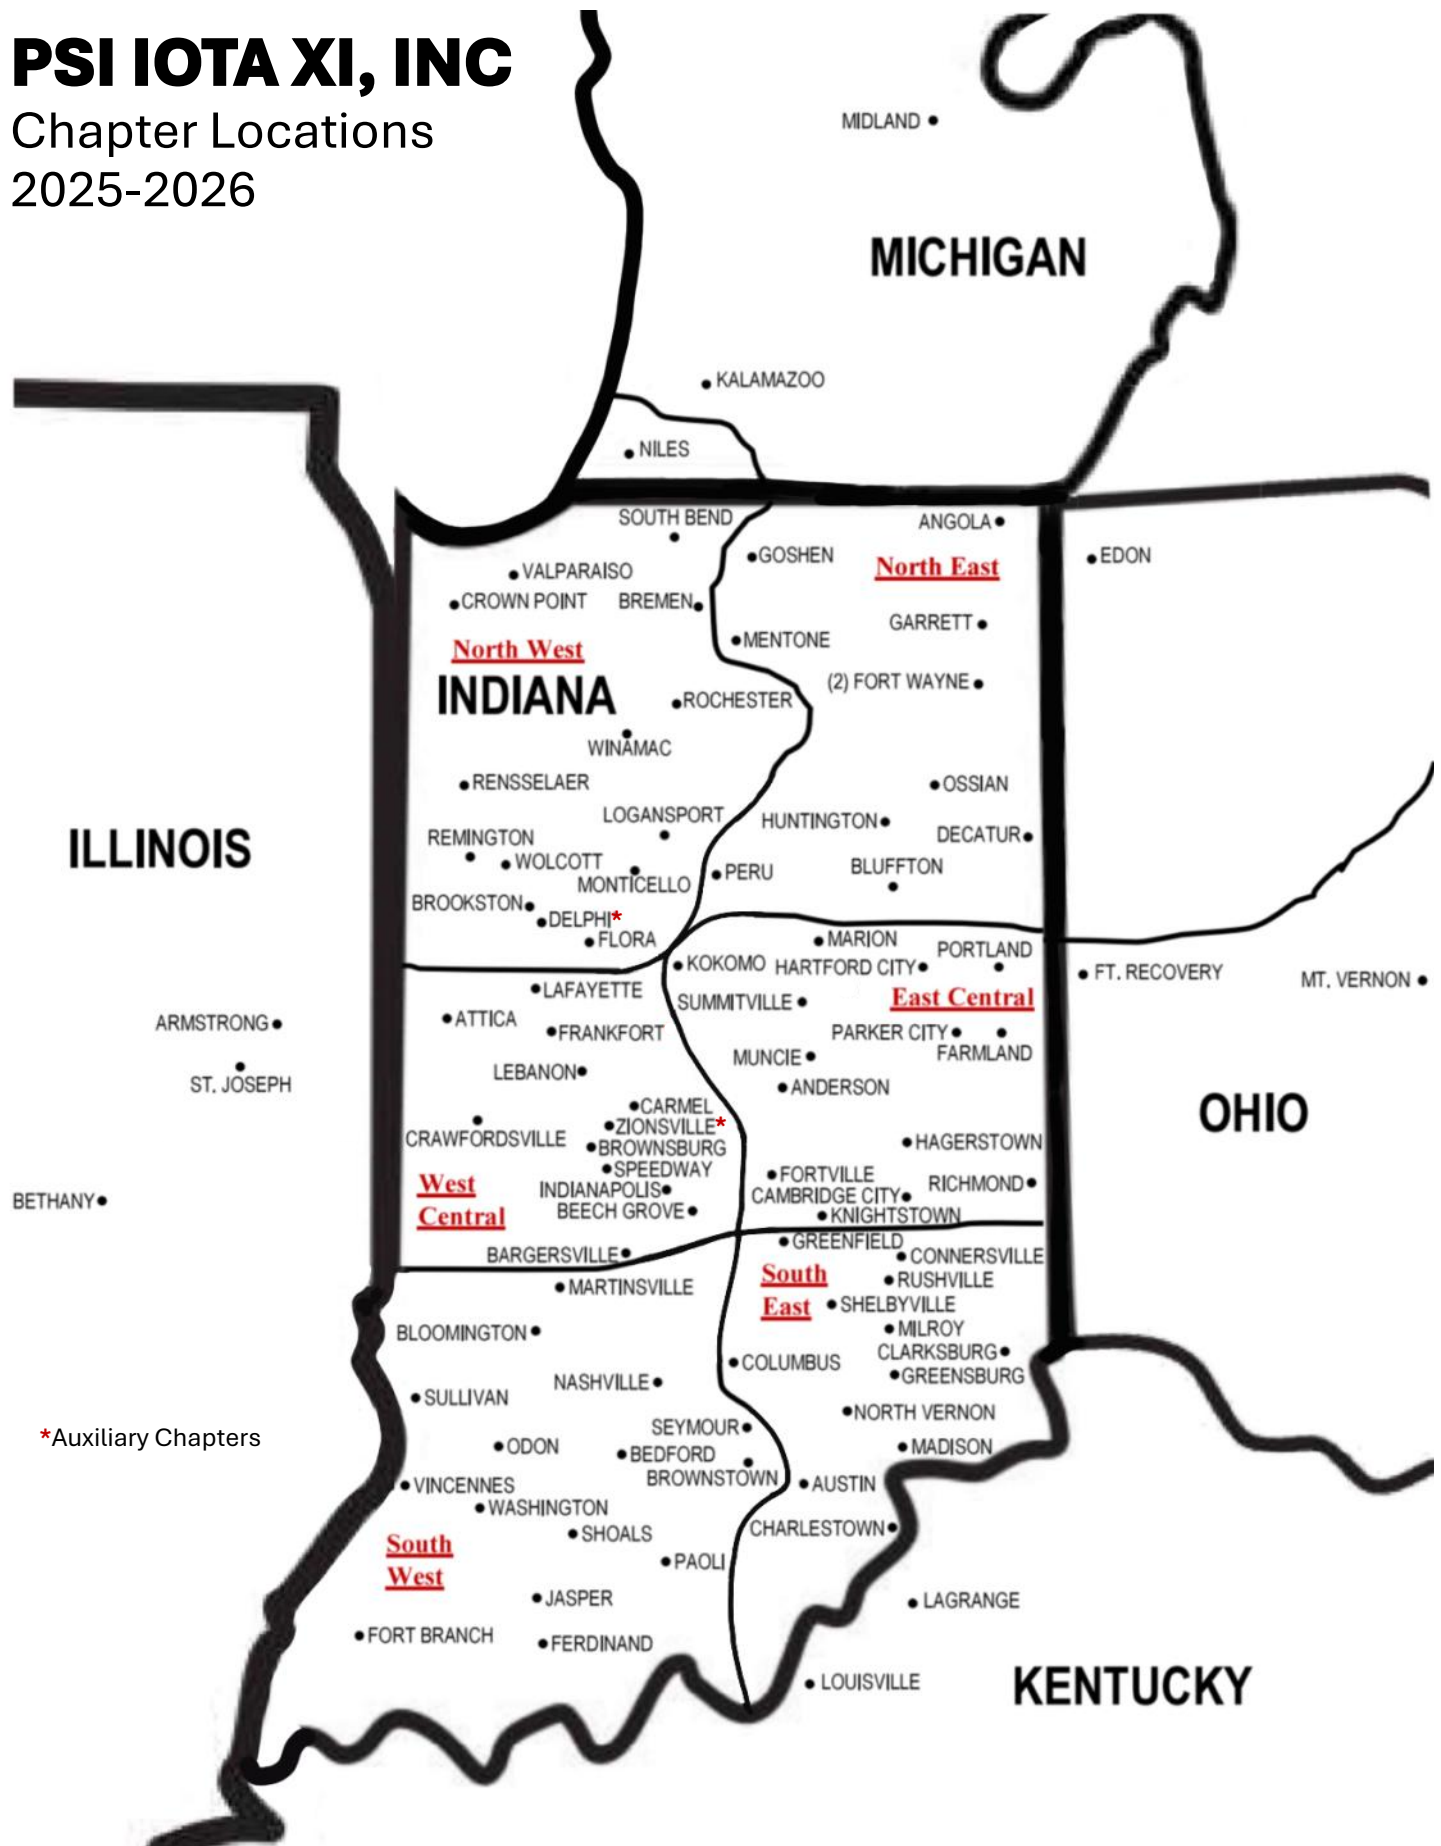 PSI IOTA XI, INC
Chapter Locations
2025-2026
MIDLAND
MICHIGAN
KALAMAZOO
NILES
SOUTH BEND
ANGOLA
GOSHEN
EDON
North East
VALPARAISO
CROWN POINT
BREMEN
GARRETT
MENTONE
North West
(2) FORT WAYNE
INDIANA
ROCHESTER
WINAMAC
RENSSELAER
OSSIAN
LOGANSPORT
HUNTINGTON
DECATUR
REMINGTON
ILLINOIS
WOLCOTT
PERU
BLUFFTON
MONTICELLO
BROOKSTON
DELPHI*
FLORA
MARION
PORTLAND
KOKOMO
HARTFORD CITY
FT. RECOVERY
MT. VERNON
LAFAYETTE
SUMMITVILLE
East Central
ARMSTRONG
ATTICA
FRANKFORT
PARKER CITY
FARMLAND
MUNCIE
LEBANON
ST. JOSEPH
ANDERSON
CARMEL
OHIO
ZIONSVILLE*
CRAWFORDSVILLE
BROWNSBURG
HAGERSTOWN
SPEEDWAY
FORTVILLE
West
Central
INDIANAPOLIS
CAMBRIDGE CITY
RICHMOND
BETHANY
BEECH GROVE
KNIGHTSTOWN
GREENFIELD
BARGERSVILLE
CONNERSVILLE
South
East
RUSHVILLE
MARTINSVILLE
SHELBYVILLE
BLOOMINGTON
MILROY
CLARKSBURG
COLUMBUS
GREENSBURG
NASHVILLE
SULLIVAN
NORTH VERNON
SEYMOUR
*Auxiliary Chapters
ODON
BEDFORD
MADISON
BROWNSTOWN
VINCENNES
AUSTIN
WASHINGTON
CHARLESTOWN
SHOALS
South
West
PAOLI
JASPER
LAGRANGE
FORT BRANCH
FERDINAND
LOUISVILLE
KENTUCKY